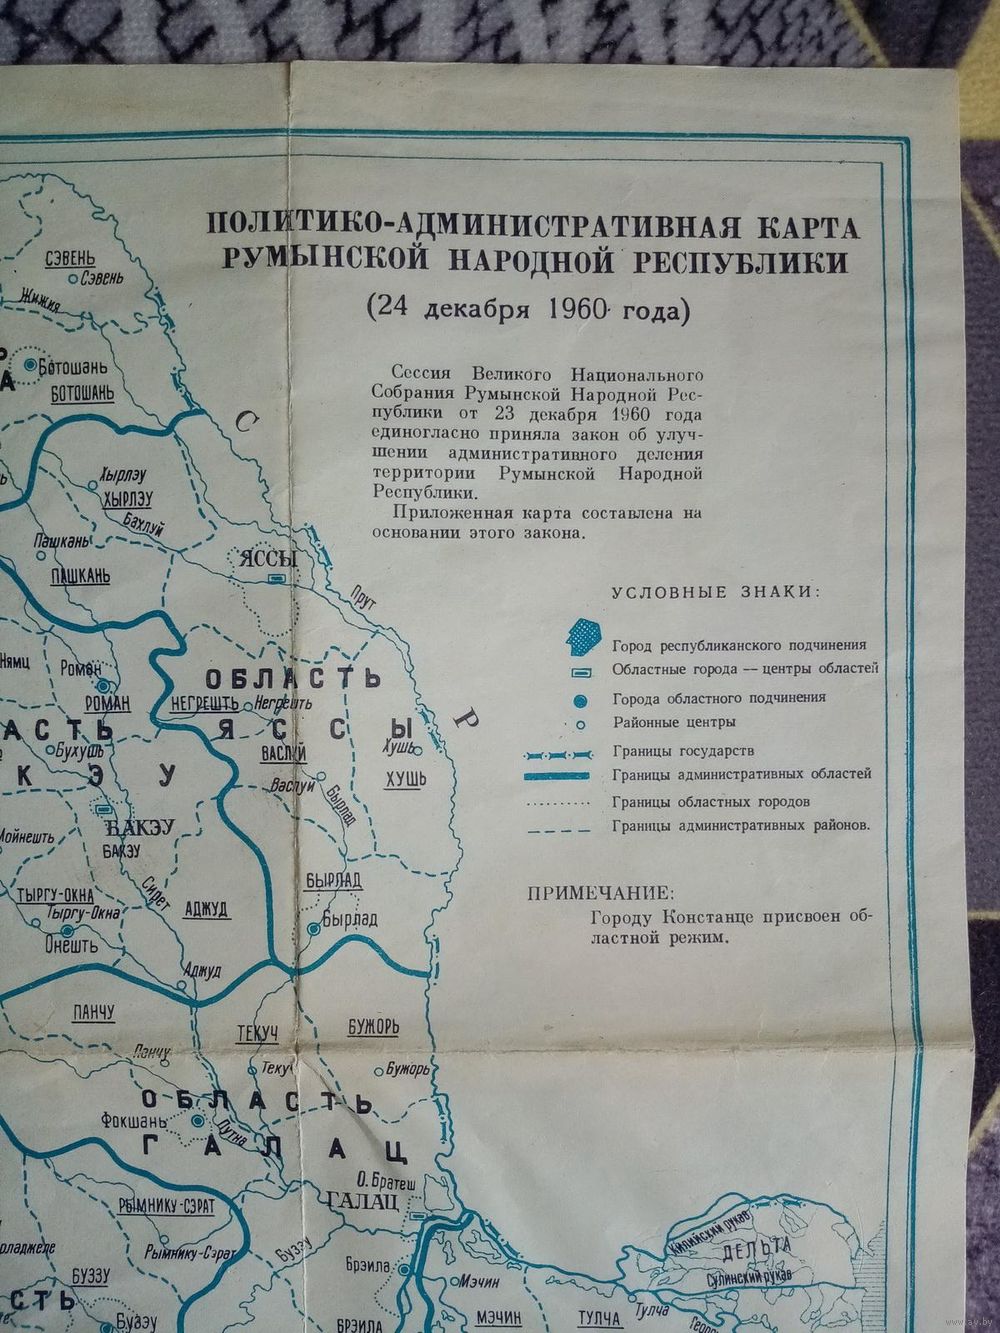 ПОЛИТИКО-АДМИНИСТРАТИВНАЯ КАРТА
РУМЫНСКОЙ НАРОДНОЙ РЕСПУБЛИКИ
(24 декабря 1960 года)
Сессия Великого Национального
Собрания Румынской Народной Рес-
публики от 23 декабря 1960 года
единогласно приняла закон об улуч-
шении административного деления
территории Румынской Народной
Республики.
Приложенная карта составлена на
основании этого закона.
УСЛОВНЫЕ ЗНАКИ:
Город республиканского подчинения
Областные города — центры областей
Города областного подчинения
Районные центры
Границы государств
Границы административных областей
Границы областных городов
Границы административных районов.
ПРИМЕЧАНИЕ:
Городу Констанце присвоен об-
ластной режим.
СЭВЕНЬ
Сэвень
Жижия
Ботошань
БОТОШАНЬ
С
Хырлэу
ХЫРЛЭУ
Бахлуй
Пашкань
ПАШКАНЬ
ЯССЫ
Прут
Нямц
Роман
РОМАН
ОБЛАСТЬ
НЕГРЕШТЬ
Негрешть
АСТЬ
ЯССЫ
Р
Бухушь
ВАСЛУЙ
Хушь
КЭУ
Васлуй
ХУШЬ
Бырлад
БАКЭУ
Мойнешть
БАКЭУ
ТЫРГУ-ОКНА
Тыргу-Окна
Сирет
АДЖУД
БЫРЛАД
Бырлад
Онешть
Аджуд
ПАНЧУ
ТЕКУЧ
БУЖОРЬ
Панчу
Текуч
Бужорь
ОБЛАСТЬ
Фокшань
Путна
ГАЛАЦ
О. Братеш
РЫМНИКУ-СЭРАТ
ГАЛАЦ
Килийский рукав
ДЕЛЬТА
Рымнику-Сэрат
Бузэу
Брэила
Сулинский рукав
БУЗЭУ
Мэчин
СТЬ
Бузэу
БРЭИЛА
МЭЧИН
ТУЛЧА
Тулча
www.ay.by